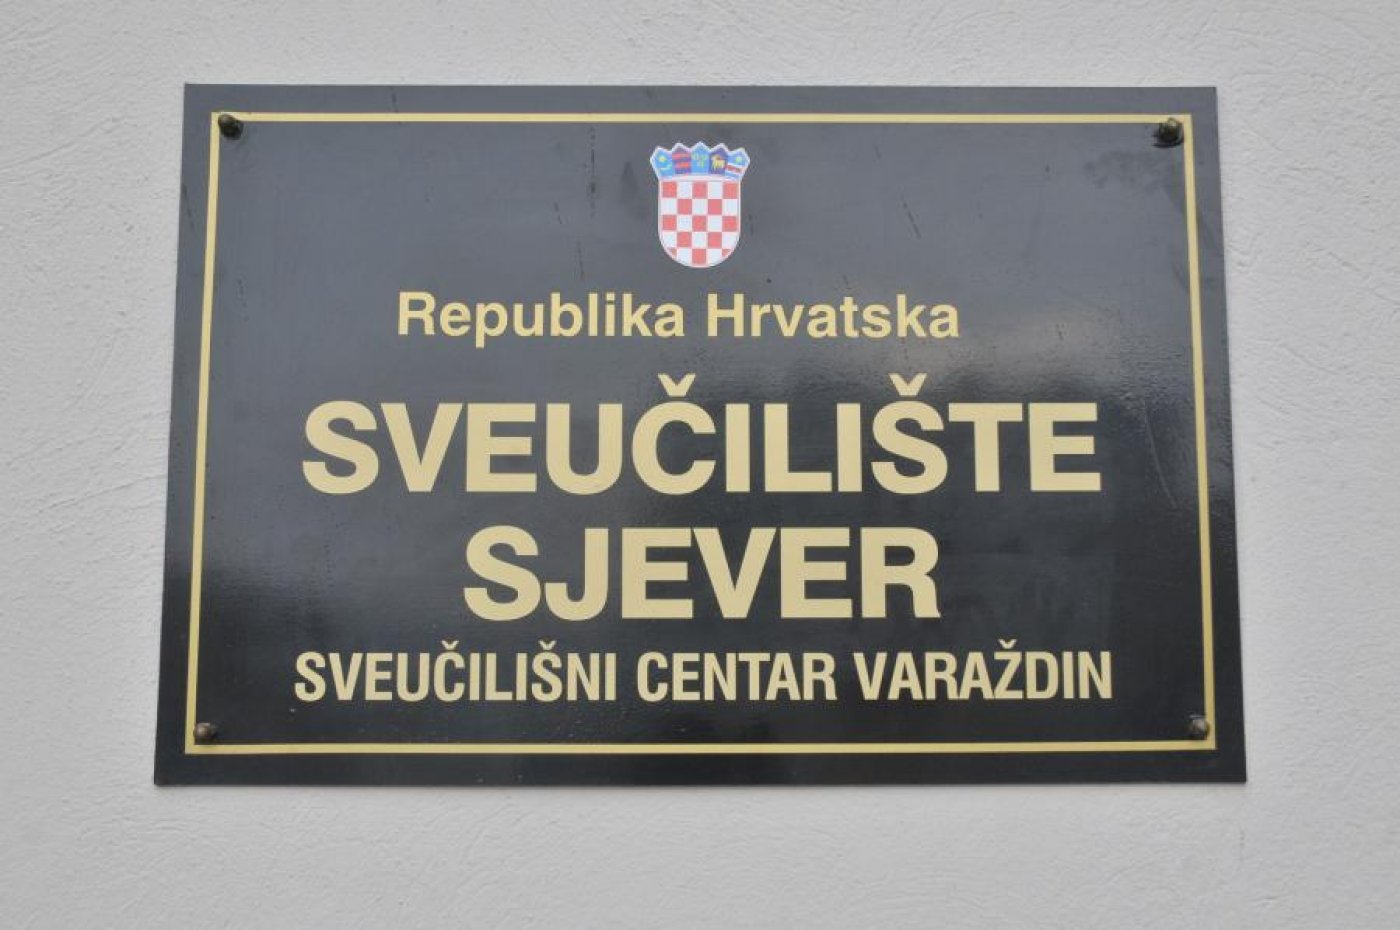 Republika Hrvatska
SVEUČILIŠTE
SJEVER
SVEUČILIŠNI CENTAR VARAŽDIN